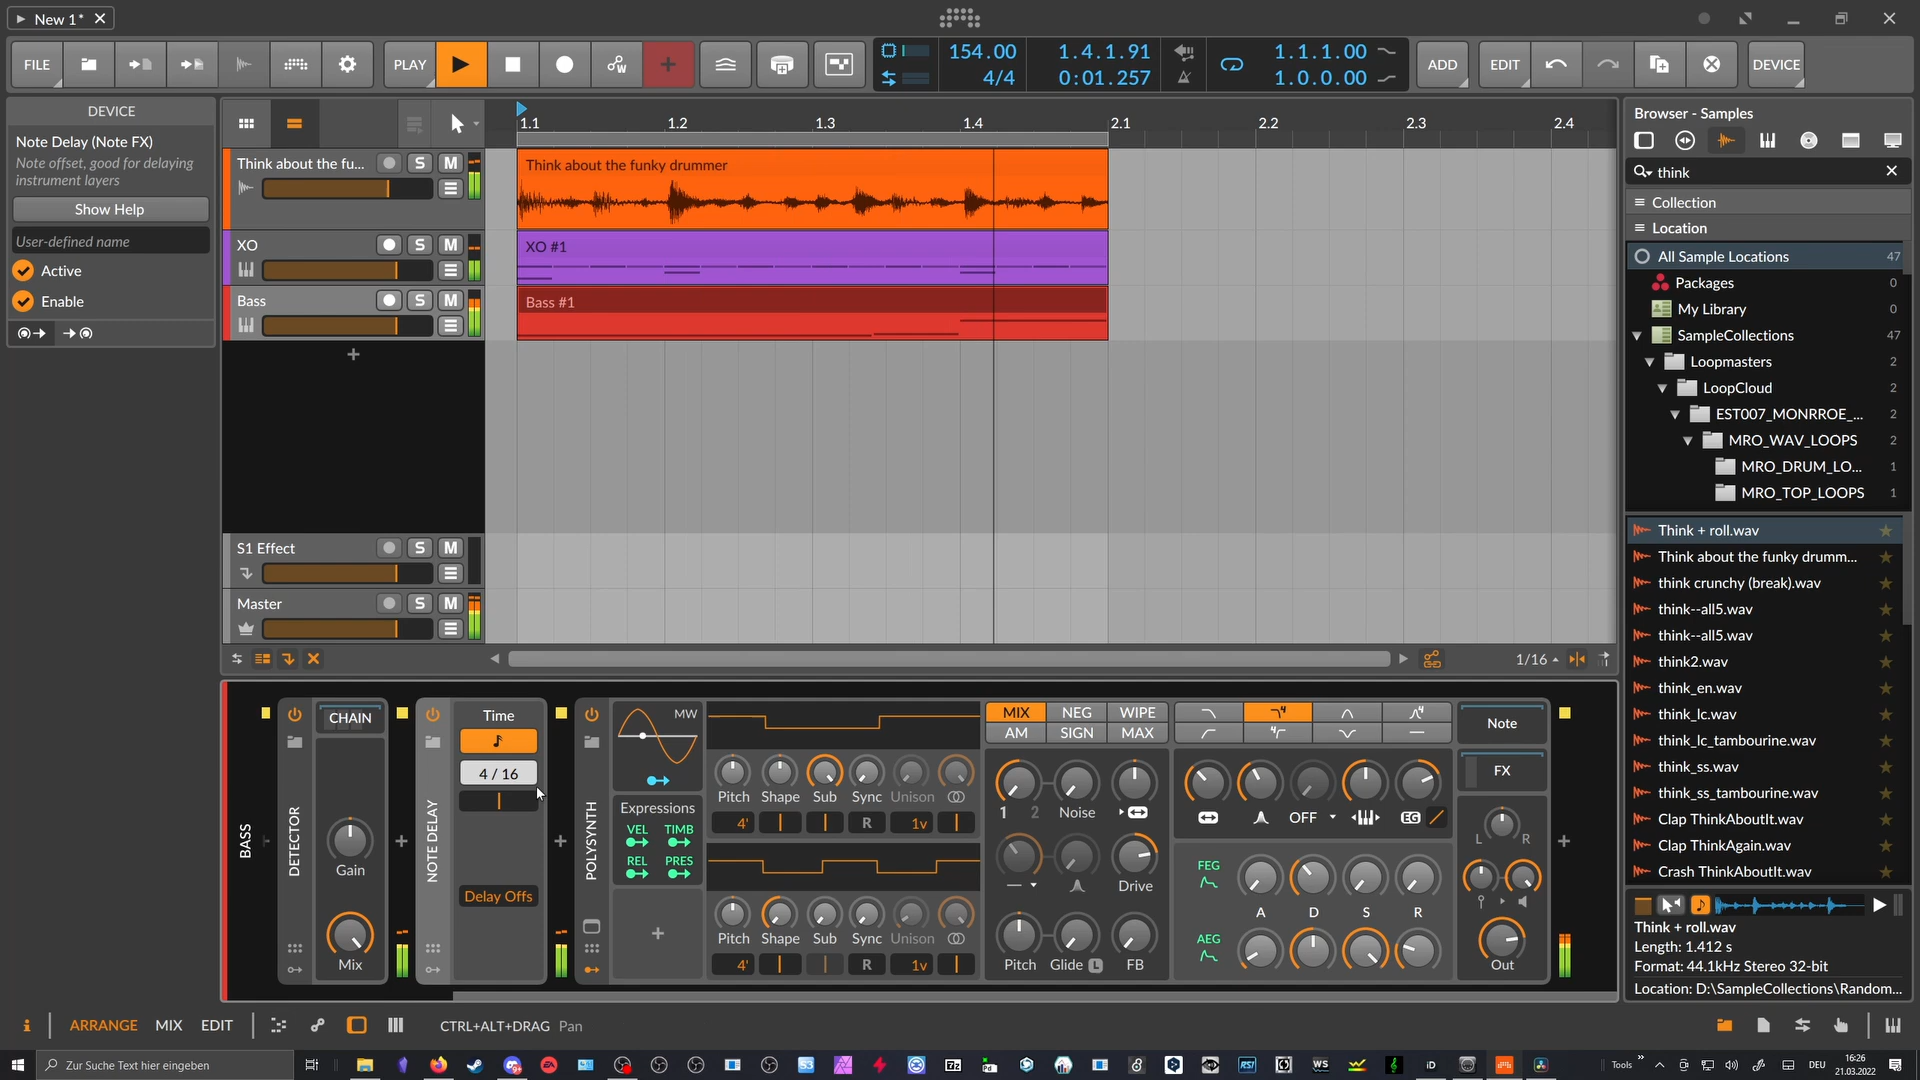 New 1*
FILE
PLAY
154.00
4/4
1.4.1.91
0:01.257
1.1.1.00
1.0.0.00
ADD
EDIT
DEVICE
DEVICE
Note Delay (Note FX)
Note offset, good for delaying
instrument layers
Show Help
User-defined name
Active
Enable
1.1
1.2
1.3
1.4
2.1
2.2
2.3
2.4
Think about the fu...
S
M
Think about the funky drummer
XO
S
M
XO #1
Bass
S
M
Bass #1
S1 Effect
S
M
Master
S
M
1/16
Browser - Samples
think
Collection
Location
All Sample Locations 47
Packages 0
My Library 0
SampleCollections 47
Loopmasters 2
LoopCloud 2
EST007_MONRROE_... 2
MRO_WAV_LOOPS 2
MRO_DRUM_LO... 1
MRO_TOP_LOOPS 1
Think + roll.wav
Think about the funky drumm...
think crunchy (break).wav
think--all5.wav
think--all5.wav
think2.wav
think_en.wav
think_lc.wav
think_lc_tambourine.wav
think_ss.wav
think_ss_tambourine.wav
Clap ThinkAboutIt.wav
Clap ThinkAgain.wav
Crash ThinkAboutIt.wav
Think + roll.wav
Length: 1.412 s
Format: 44.1kHz Stereo 32-bit
Location: D:\SampleCollections\Random...
BASS
DETECTOR
CHAIN
Gain
Mix
NOTE DELAY
Time
4 / 16
Delay Offs
POLYSYNTH
MW
Expressions
VEL TIMB
REL PRES
Pitch Shape Sub Sync Unison
4' R 1v
Pitch Shape Sub Sync Unison
4' R 1v
MIX NEG WIPE
AM SIGN MAX
1 2 Noise
Drive
Pitch Glide L FB
OFF
EG
FEG
A D S R
AEG
Note
FX
L R
Out
ARRANGE MIX EDIT
CTRL+ALT+DRAG Pan
Zur Suche Text hier eingeben
Tools
DEU
16:26
21.03.2022